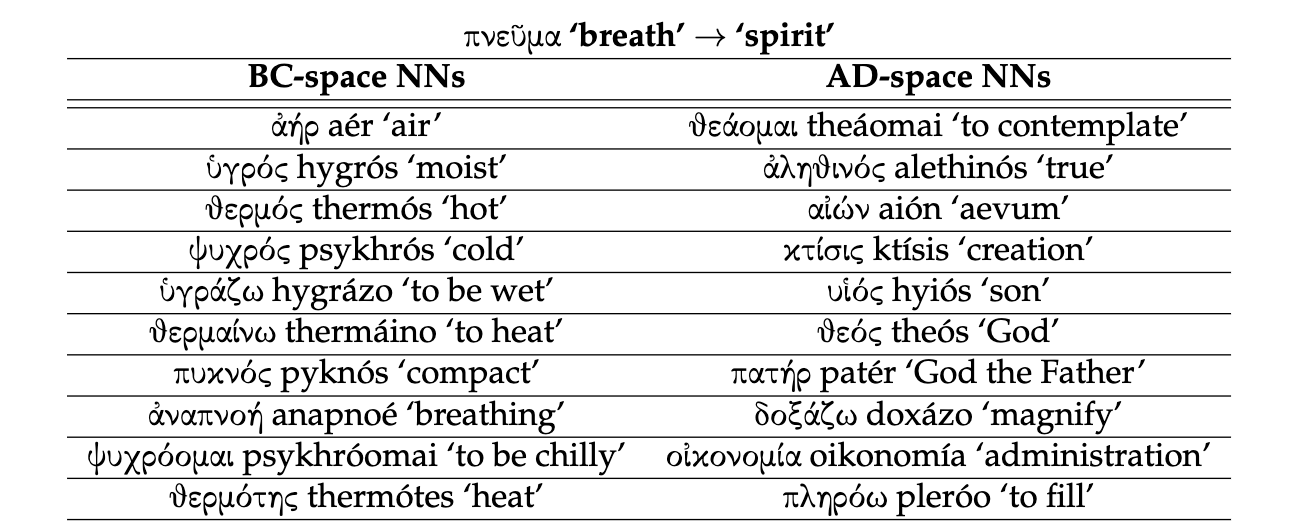 πνεῦμα ‘breath’ → ‘spirit’
BC-space NNs AD-space NNs
ἀήρ aér ‘air’ ϑεάομαι theáomai ‘to contemplate’
ὑγρός hygrós ‘moist’ ἀληϑινός alethinós ‘true’
ϑερμός thermós ‘hot’ αἰών aión ‘aevum’
ψυχρός psykhrós ‘cold’ κτίσις ktísis ‘creation’
ὑγράζω hygrázo ‘to be wet’ υἱός hyiós ‘son’
ϑερμαίνω thermáino ‘to heat’ ϑεός theós ‘God’
πυκνός pyknós ‘compact’ πατήρ patér ‘God the Father’
ἀναπνοή anapnoé ‘breathing’ δοξάζω doxázo ‘magnify’
ψυχρόομαι psykhróomai ‘to be chilly’ οἰκονομία oikonomía ‘administration’
ϑερμότης thermótes ‘heat’ πληρόω pleróo ‘to fill’